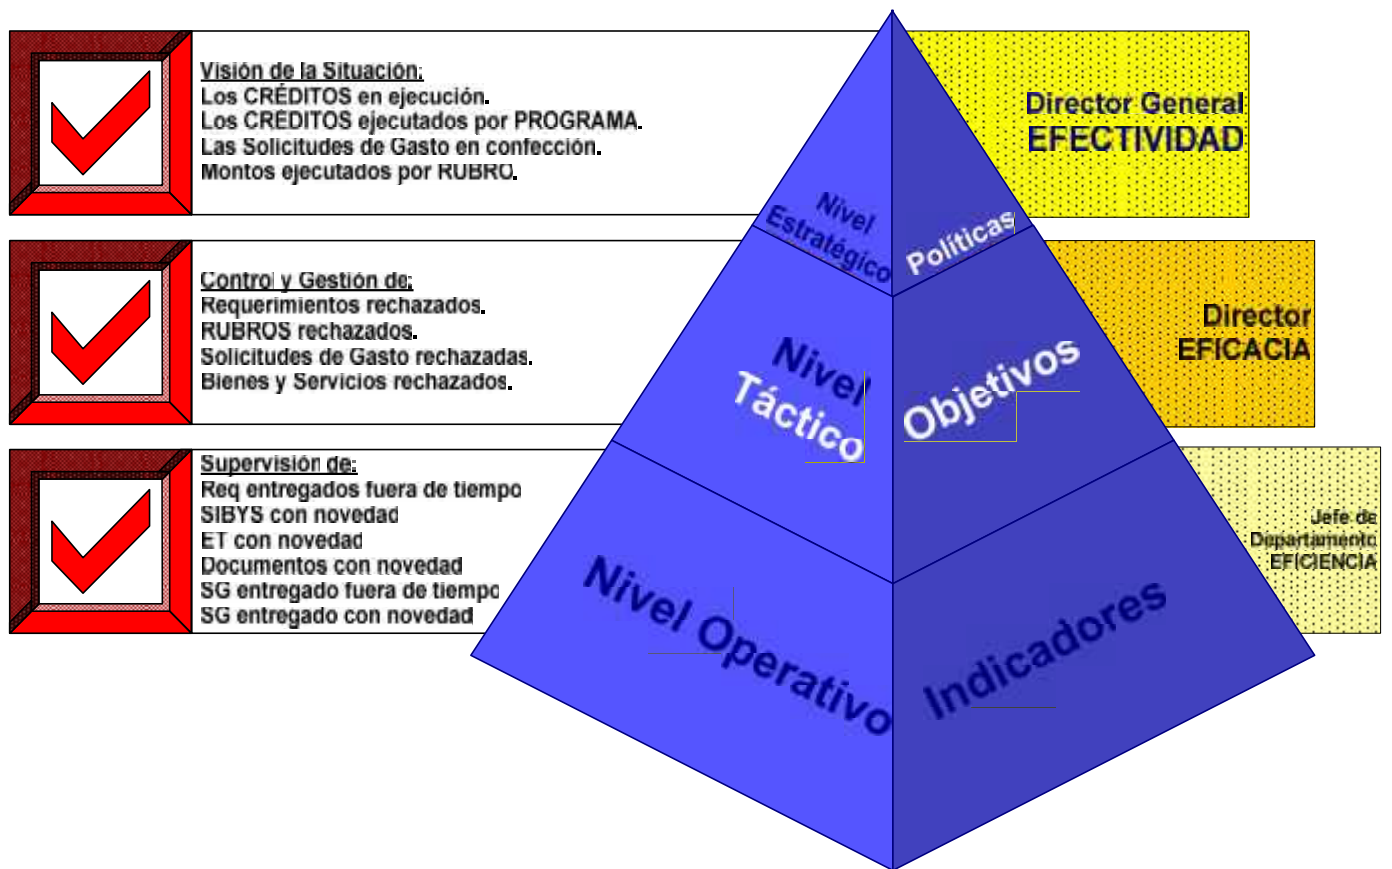 Visión de la Situación:
Los CRÉDITOS en ejecución.
Los CRÉDITOS ejecutados por PROGRAMA.
Las Solicitudes de Gasto en confección.
Montos ejecutados por RUBRO.
Nivel
Estratégico
Políticas
Director General
EFECTIVIDAD
Control y Gestión de:
Requerimientos rechazados.
RUBROS rechazados.
Solicitudes de Gasto rechazadas.
Bienes y Servicios rechazados.
Nivel
Táctico
Objetivos
Director
EFICACIA
Supervisión de:
Req entregados fuera de tiempo
SIBYS con novedad
ET con novedad
Documentos con novedad
SG entregado fuera de tiempo
SG entregado con novedad
Nivel Operativo
Indicadores
Jefe de
Departamento
EFICIENCIA